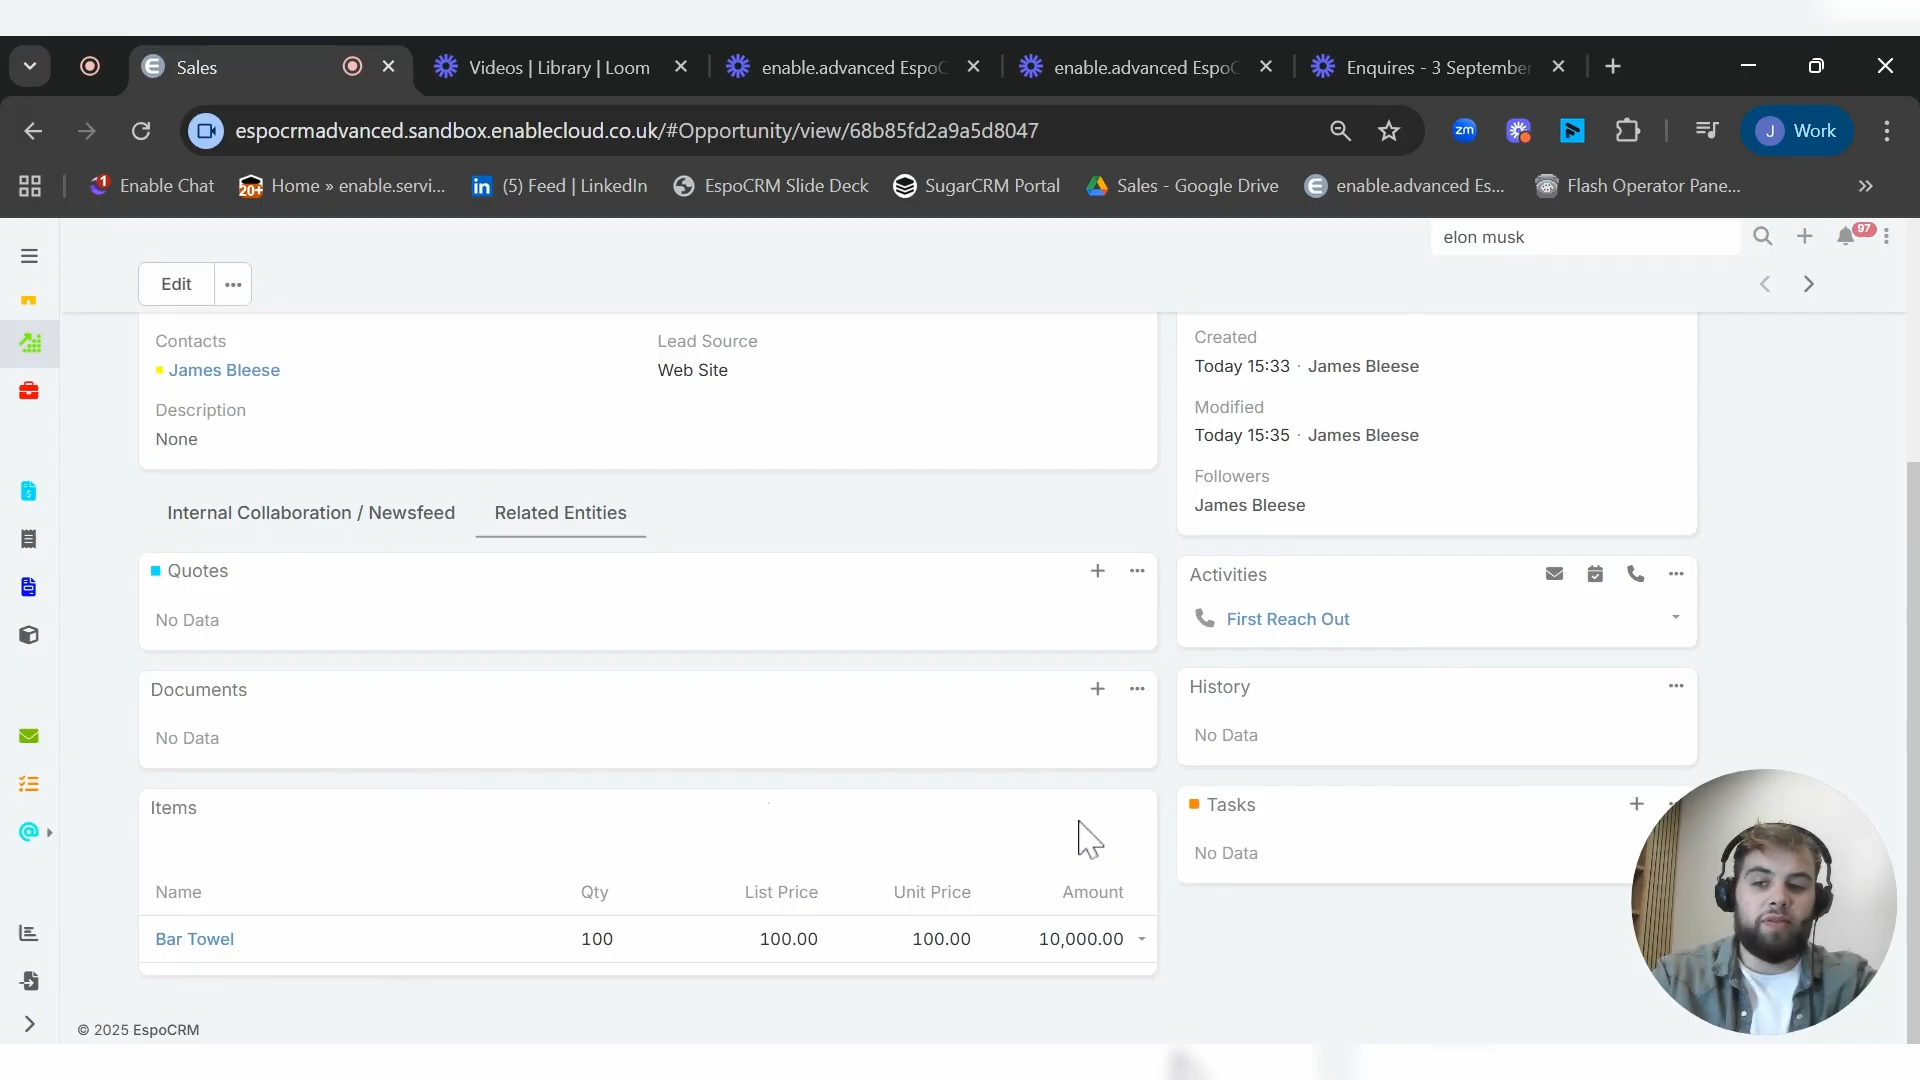 Sales
Videos | Library | Loom
enable.advanced EspoC
enable.advanced EspoC
Enquires - 3 September
espocrmadvanced.sandbox.enablecloud.co.uk/#Opportunity/view/68b85fd2a9a5d8047
zm
J Work
1 Enable Chat
20+ Home » enable.servi...
in (5) Feed | LinkedIn
EspoCRM Slide Deck
SugarCRM Portal
Sales - Google Drive
enable.advanced Es...
Flash Operator Pane...
elon musk
97
Edit
Contacts
James Bleese
Lead Source
Web Site
Description
None
Created
Today 15:33 · James Bleese
Modified
Today 15:35 · James Bleese
Followers
James Bleese
Internal Collaboration / Newsfeed
Related Entities
Quotes
No Data
Documents
No Data
Items
Name Qty List Price Unit Price Amount
Bar Towel 100 100.00 100.00 10,000.00
Activities
First Reach Out
History
No Data
Tasks
No Data
© 2025 EspoCRM